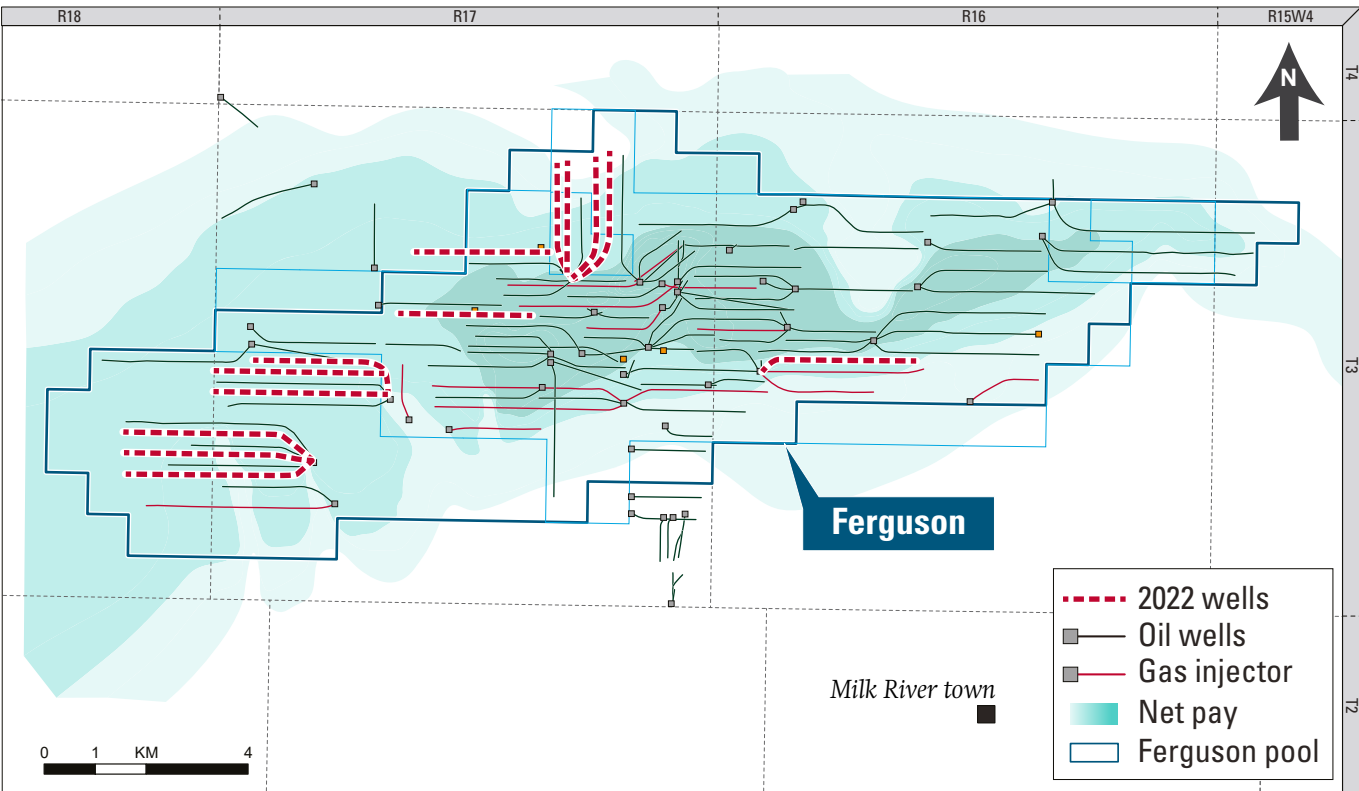 R18
R17
R16
R15W4
T4
N
T3
Ferguson
2022 wells
Oil wells
Gas injector
Net pay
Ferguson pool
Milk River town
T2
0 1 KM 4